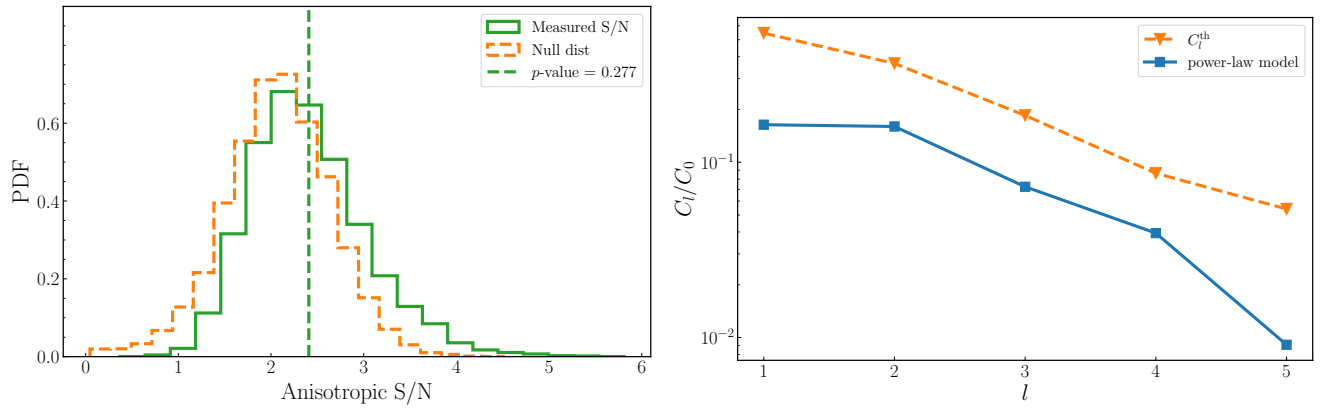 Measured S/N
Null dist
p-value = 0.277
PDF
0.6
0.4
0.2
0.0
0 1 2 3 4 5 6
Anisotropic S/N
C_l^th
power-law model
C_l/C_0
10^−1
10^−2
1 2 3 4 5
l